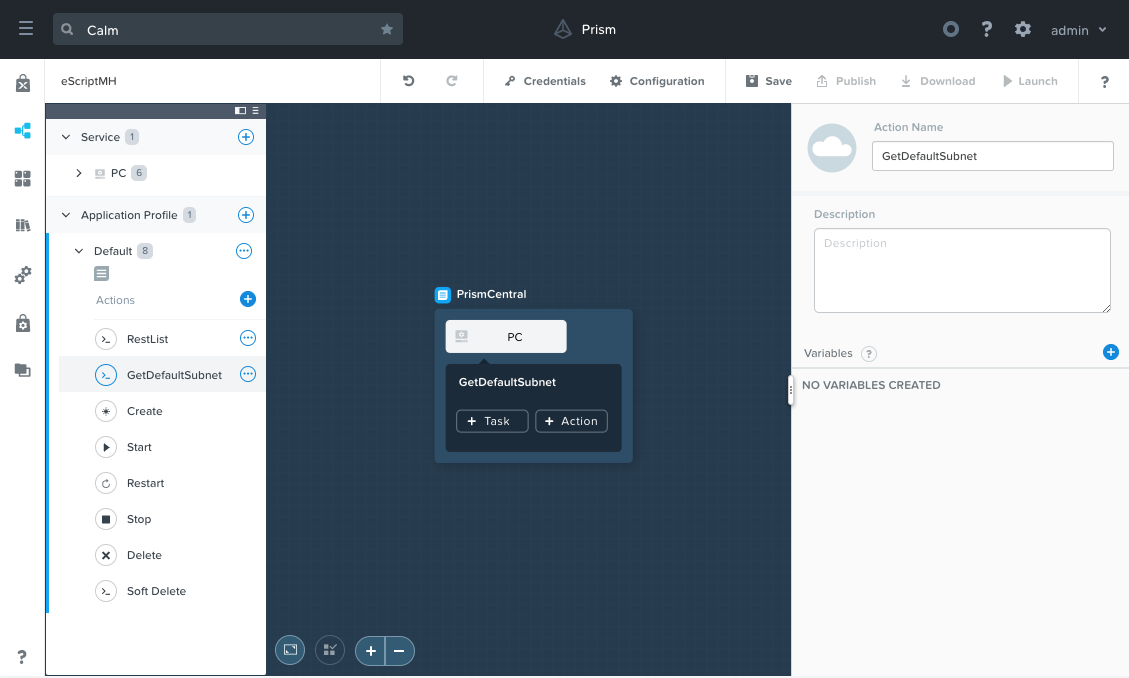 Calm
Prism
?
admin
eScriptMH
Credentials
Configuration
Save
Publish
Download
Launch
?
Service 1
PC 6
Application Profile 1
Default 8
Actions
RestList
GetDefaultSubnet
Create
Start
Restart
Stop
Delete
Soft Delete
?
PrismCentral
PC
GetDefaultSubnet
+ Task
+ Action
+ −
Action Name
GetDefaultSubnet
Description
Description
Variables ?
NO VARIABLES CREATED